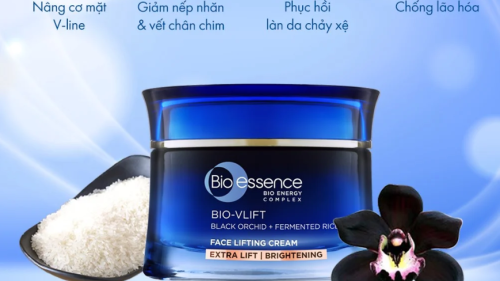 Nâng cơ mặt
V-line
Giảm nếp nhăn
& vết chân chim
Phục hồi
làn da chảy xệ
Chống lão hóa
Bio essence
BIO ENERGY
COMPLEX
BIO-VLIFT
BLACK ORCHID + FERMENTED RICE
FACE LIFTING CREAM
EXTRA LIFT | BRIGHTENING